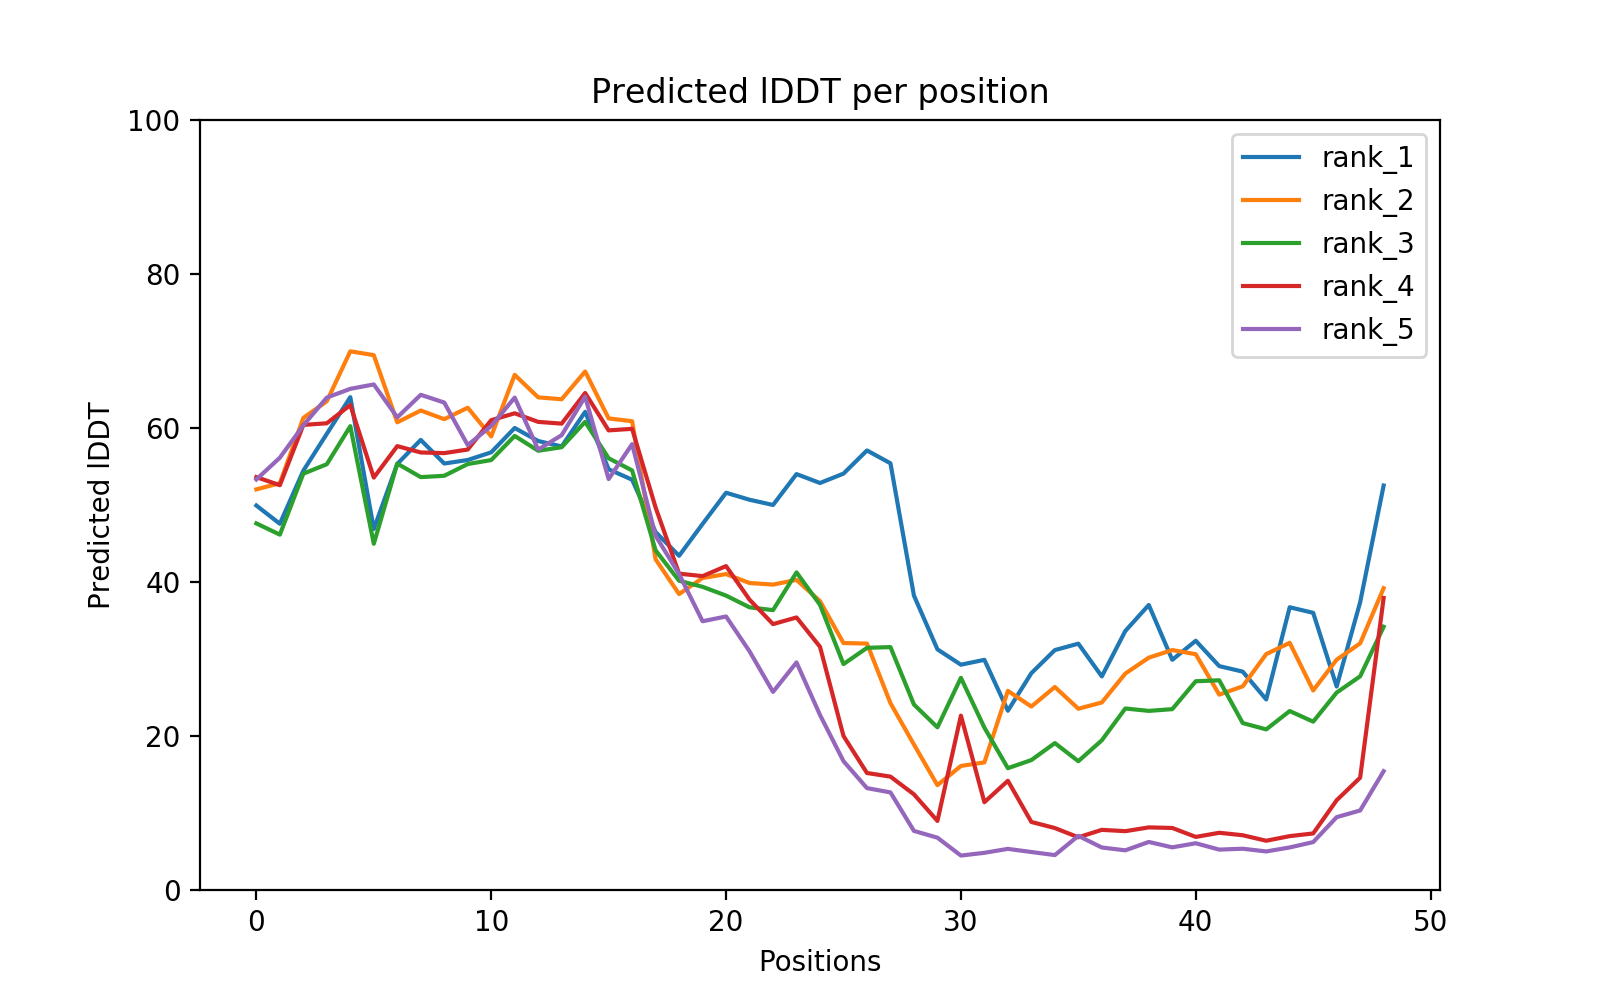 Predicted lDDT per position
100
80
60
40
20
0
Predicted lDDT
rank_1
rank_2
rank_3
rank_4
rank_5
0 10 20 30 40 50
Positions